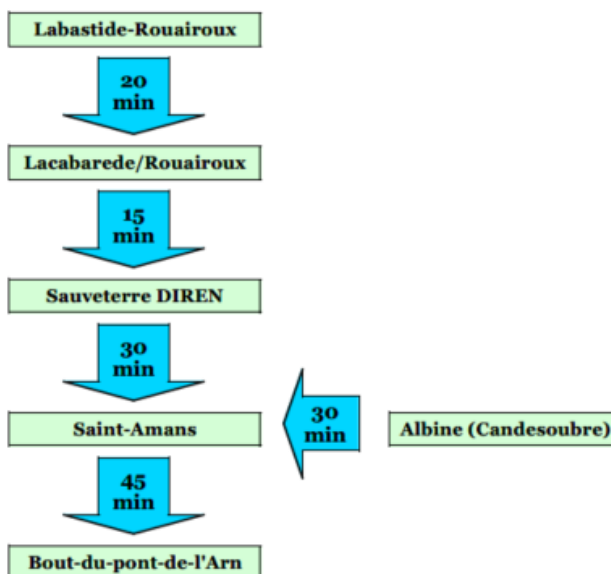 Labastide-Rouairoux
20
min
Lacabarede/Rouairoux
15
min
Sauveterre DIREN
30
min
Saint-Amans
30
min
Albine (Candesoubre)
45
min
Bout-du-pont-de-l'Arn